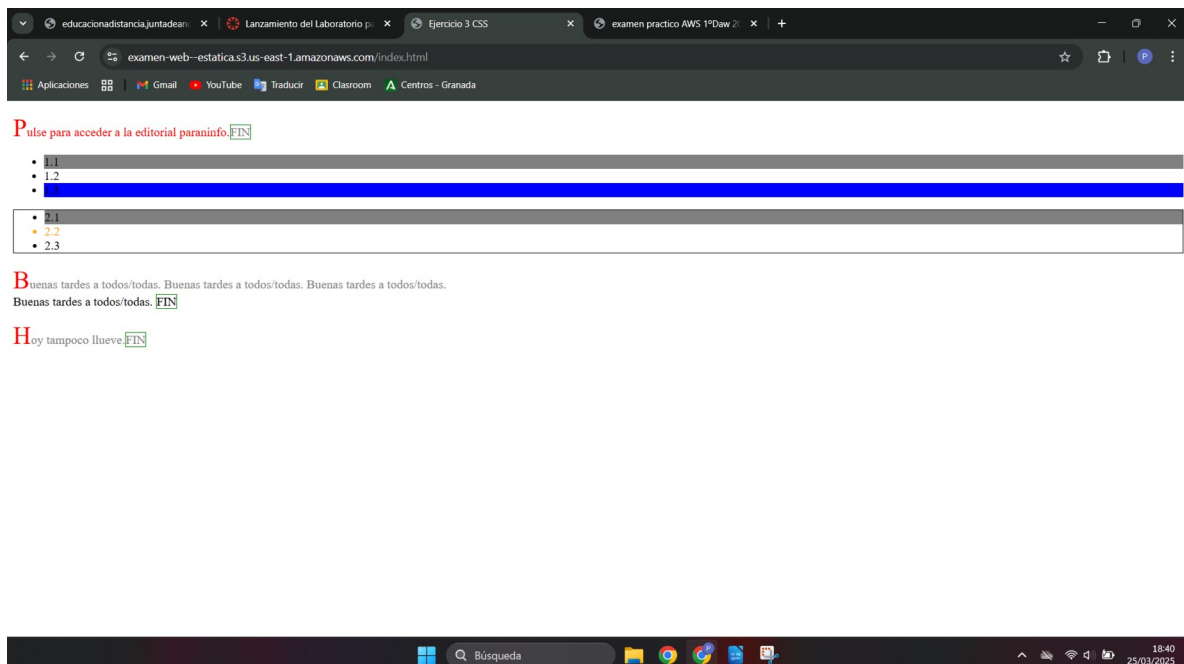 educacionadistancia.juntadeanc
Lanzamiento del Laboratorio pa
Ejercicio 3 CSS
examen practico AWS 1ºDaw 2(
examen-web--estatica.s3.us-east-1.amazonaws.com/index.html
P
Aplicaciones
Gmail
YouTube
Traducir
Clasroom
Centros - Granada
Pulse para acceder a la editorial paraninfo.FIN
1.1
1.2
1.3
2.1
2.2
2.3
Buenas tardes a todos/todas. Buenas tardes a todos/todas. Buenas tardes a todos/todas.
Buenas tardes a todos/todas. FIN
Hoy tampoco llueve.FIN
Búsqueda
18:40
25/03/2025